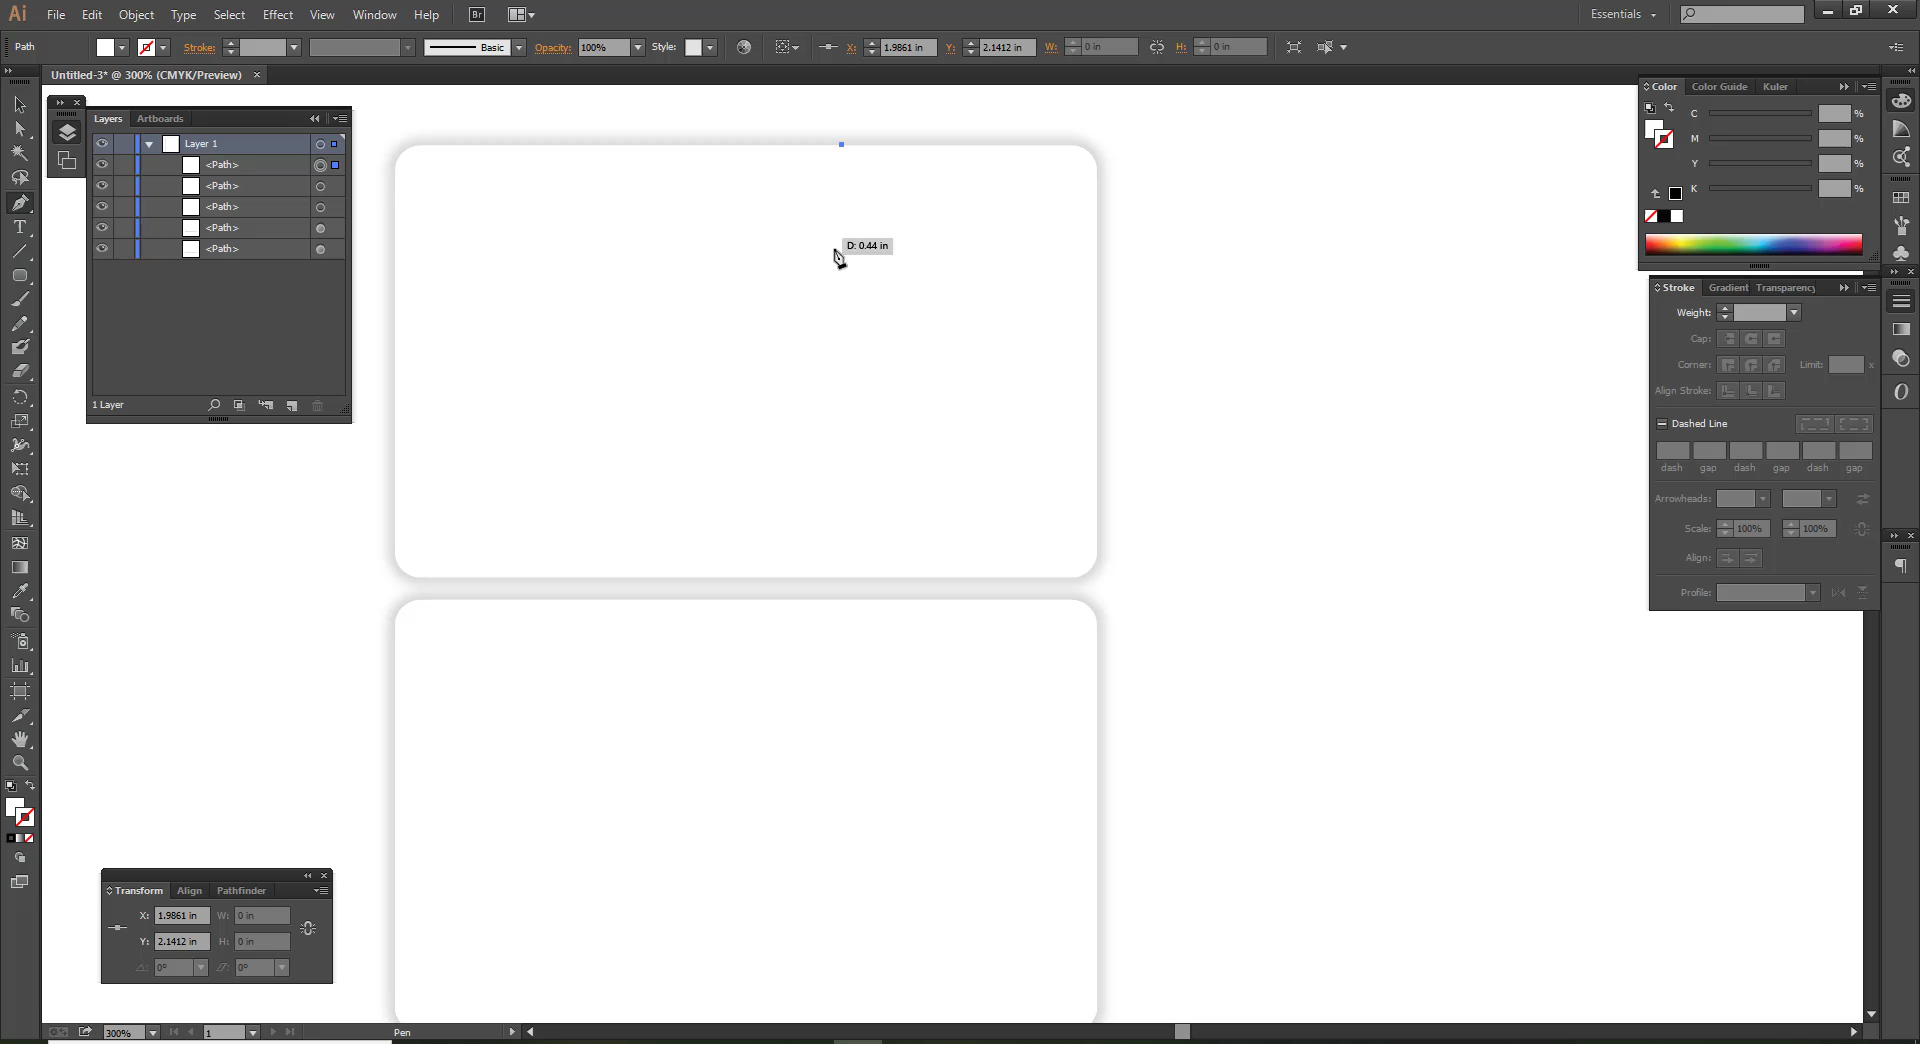 Ai File Edit Object Type Select Effect View Window Help Br Essentials
Path Stroke: Basic Opacity: 100% Style: X: 1.9861 in Y: 2.1412 in W: 0 in H: 0 in
Untitled-3* @ 300% (CMYK/Preview) ×
Layers Artboards
Layer 1
<Path>
<Path>
<Path>
<Path>
<Path>
1 Layer
D: 0.44 in
Color Color Guide Kuler
C %
M %
Y %
K %
Stroke Gradient Transparency
Weight:
Cap:
Corner: Limit: x
Align Stroke:
Dashed Line
dash gap dash gap dash gap
Arrowheads:
Scale: 100% 100%
Align:
Profile:
Transform Align Pathfinder
X: 1.9861 in W: 0 in
Y: 2.1412 in H: 0 in
0° 0°
300% 1 Pen